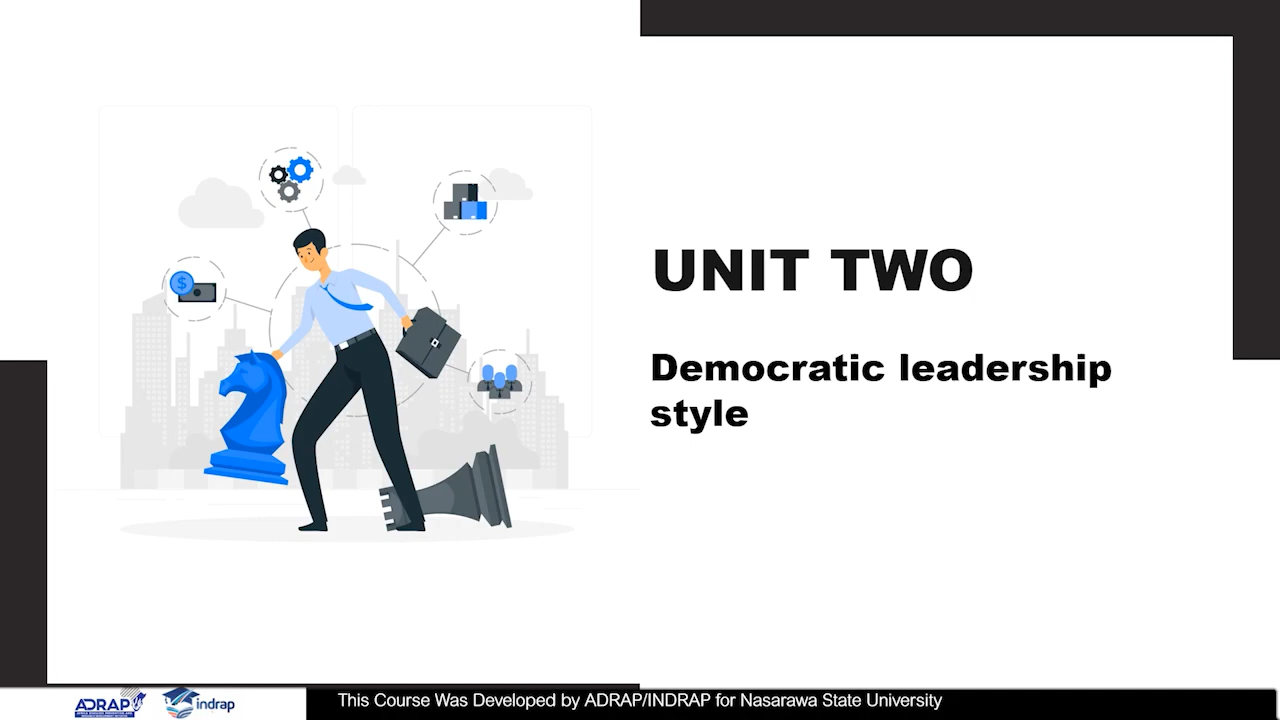 UNIT TWO
Democratic leadership
style
ADRAP
indrap
This Course Was Developed by ADRAP/INDRAP for Nasarawa State University